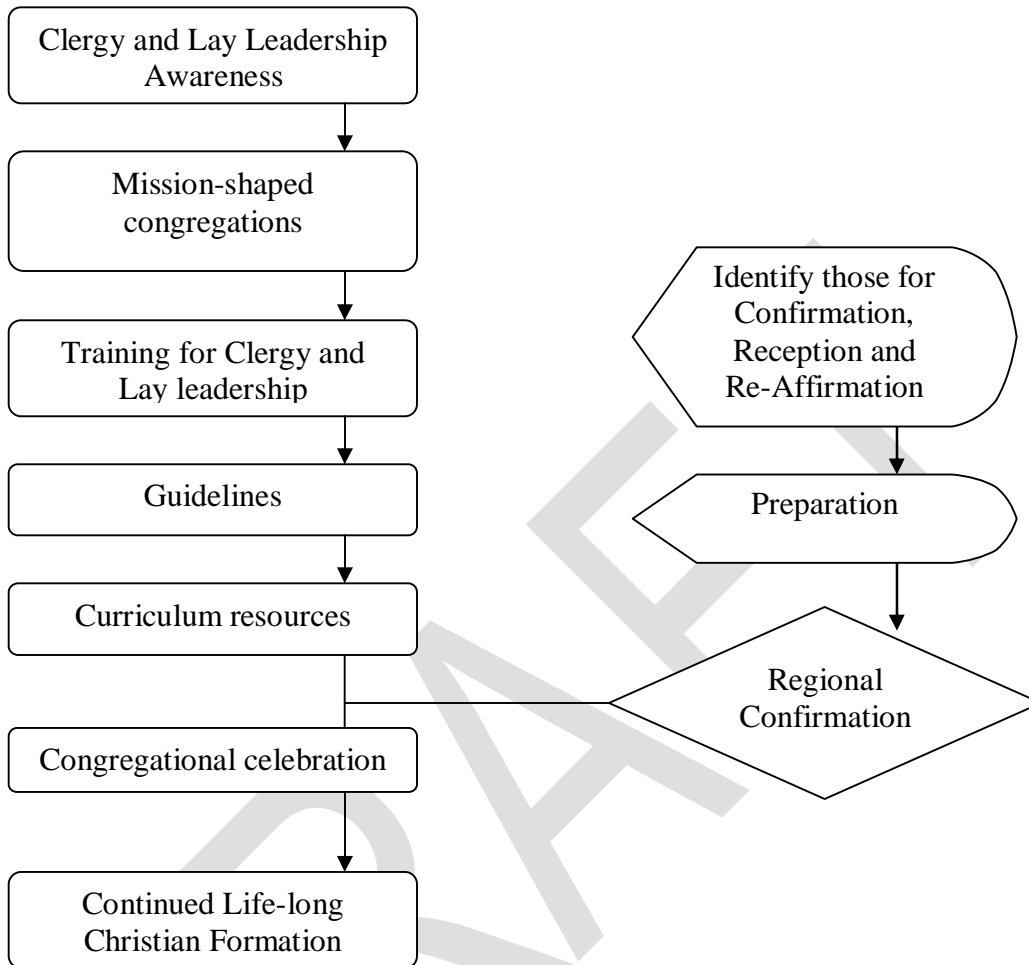 Clergy and Lay Leadership
Awareness
Mission-shaped
congregations
Training for Clergy and
Lay leadership
Guidelines
Curriculum resources
Congregational celebration
Continued Life-long
Christian Formation
Identify those for
Confirmation,
Reception and
Re-Affirmation
Preparation
Regional
Confirmation
DRAFT